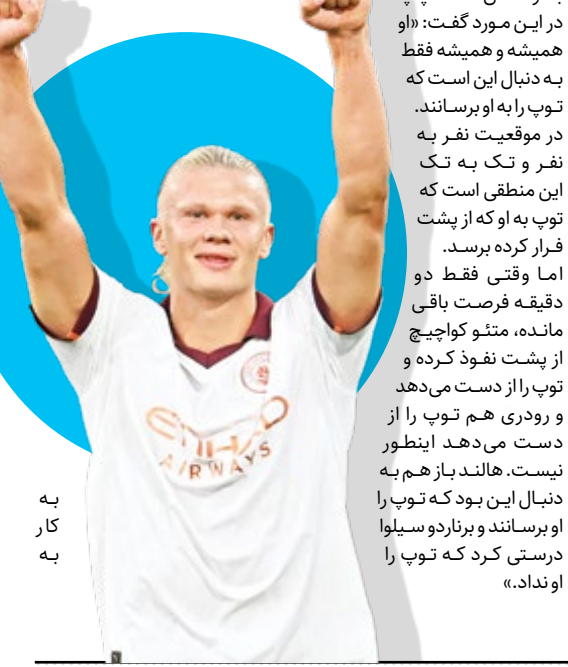 در این مورد گفت: «او
همیشه و همیشه فقط
به دنبال این است که
توپ را به او برسانند.
در موقعیت نفر به
نفر و تک به تک
این منطقی است که
توپ به او که از پشت
فرار کرده برسد.
اما وقتی فقط دو
دقیقه فرصت باقی
مانده، متئو کواچیچ
از پشت نفوذ کرده و
توپ را از دست می‌دهد
و رودری هم توپ را از
دست می‌دهد اینطور
نیست. هالند باز هم به
دنبال این بود که توپ را به
او برسانند و برناردو سیلوا کار
درستی کرد که توپ را به
او نداد.»
ETIHAD
AIRWAYS